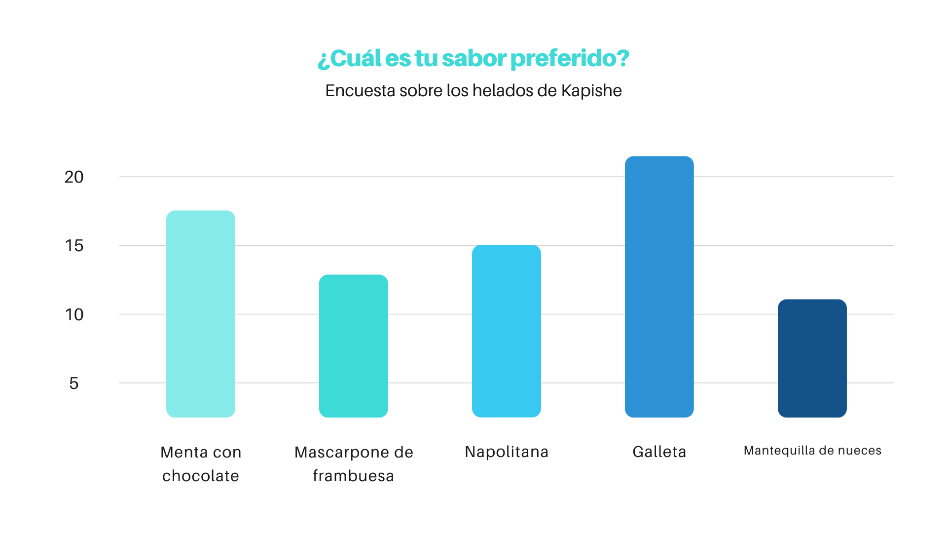 ¿Cuál es tu sabor preferido?
Encuesta sobre los helados de Kapishe
20
15
10
5
Menta con
chocolate
Mascarpone de
frambuesa
Napolitana
Galleta
Mantequilla de nueces